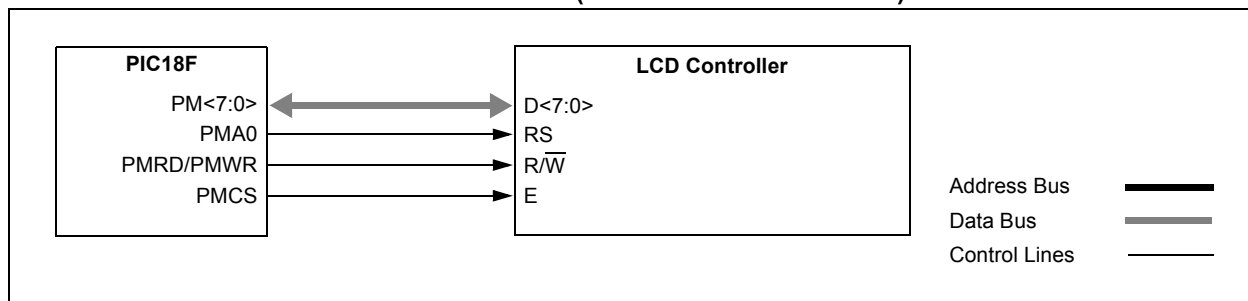 PIC18F
LCD Controller
PM<7:0>
D<7:0>
PMA0
RS
PMRD/PMWR
R/W̅
PMCS
E
Address Bus
Data Bus
Control Lines